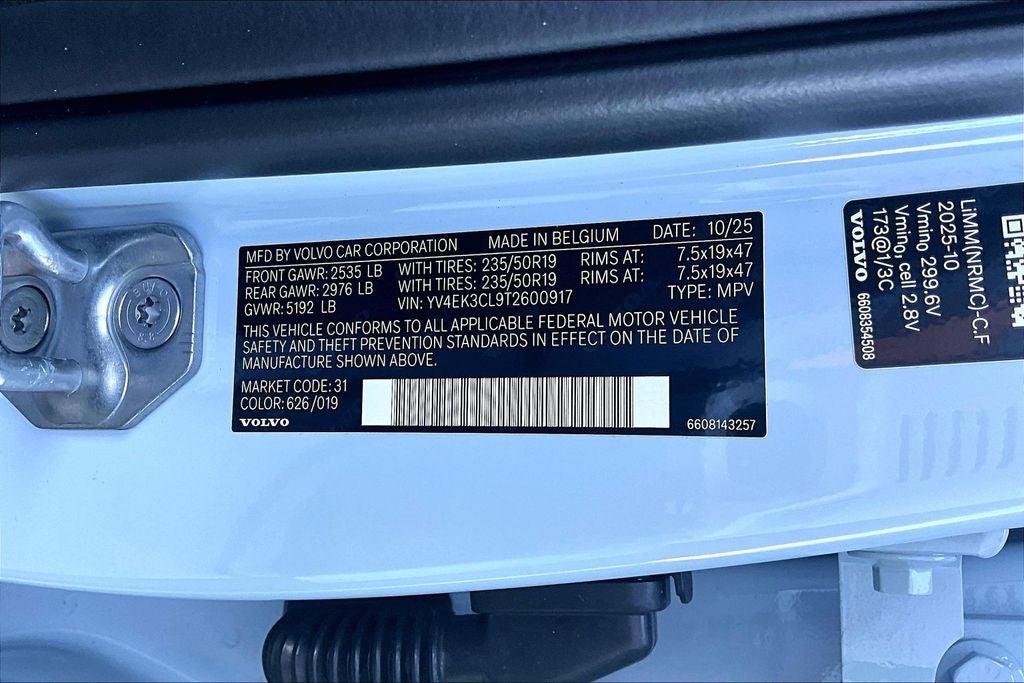 MFD BY VOLVO CAR CORPORATION MADE IN BELGIUM DATE: 10/25
FRONT GAWR: 2535 LB WITH TIRES: 235/50R19 RIMS AT: 7.5x19x47
REAR GAWR: 2976 LB WITH TIRES: 235/50R19 RIMS AT: 7.5x19x47
GVWR: 5192 LB VIN: YV4EK3CL9T2600917 TYPE: MPV
THIS VEHICLE CONFORMS TO ALL APPLICABLE FEDERAL MOTOR VEHICLE
SAFETY AND THEFT PREVENTION STANDARDS IN EFFECT ON THE DATE OF
MANUFACTURE SHOWN ABOVE.
MARKET CODE: 31
COLOR: 626/019
VOLVO
6608143257
LiMM(NRMC)-C.F
2025-10
Vming 299.6V
Vming, cell 2.8V
173@1/3C
VOLVO 6608354508
8.8